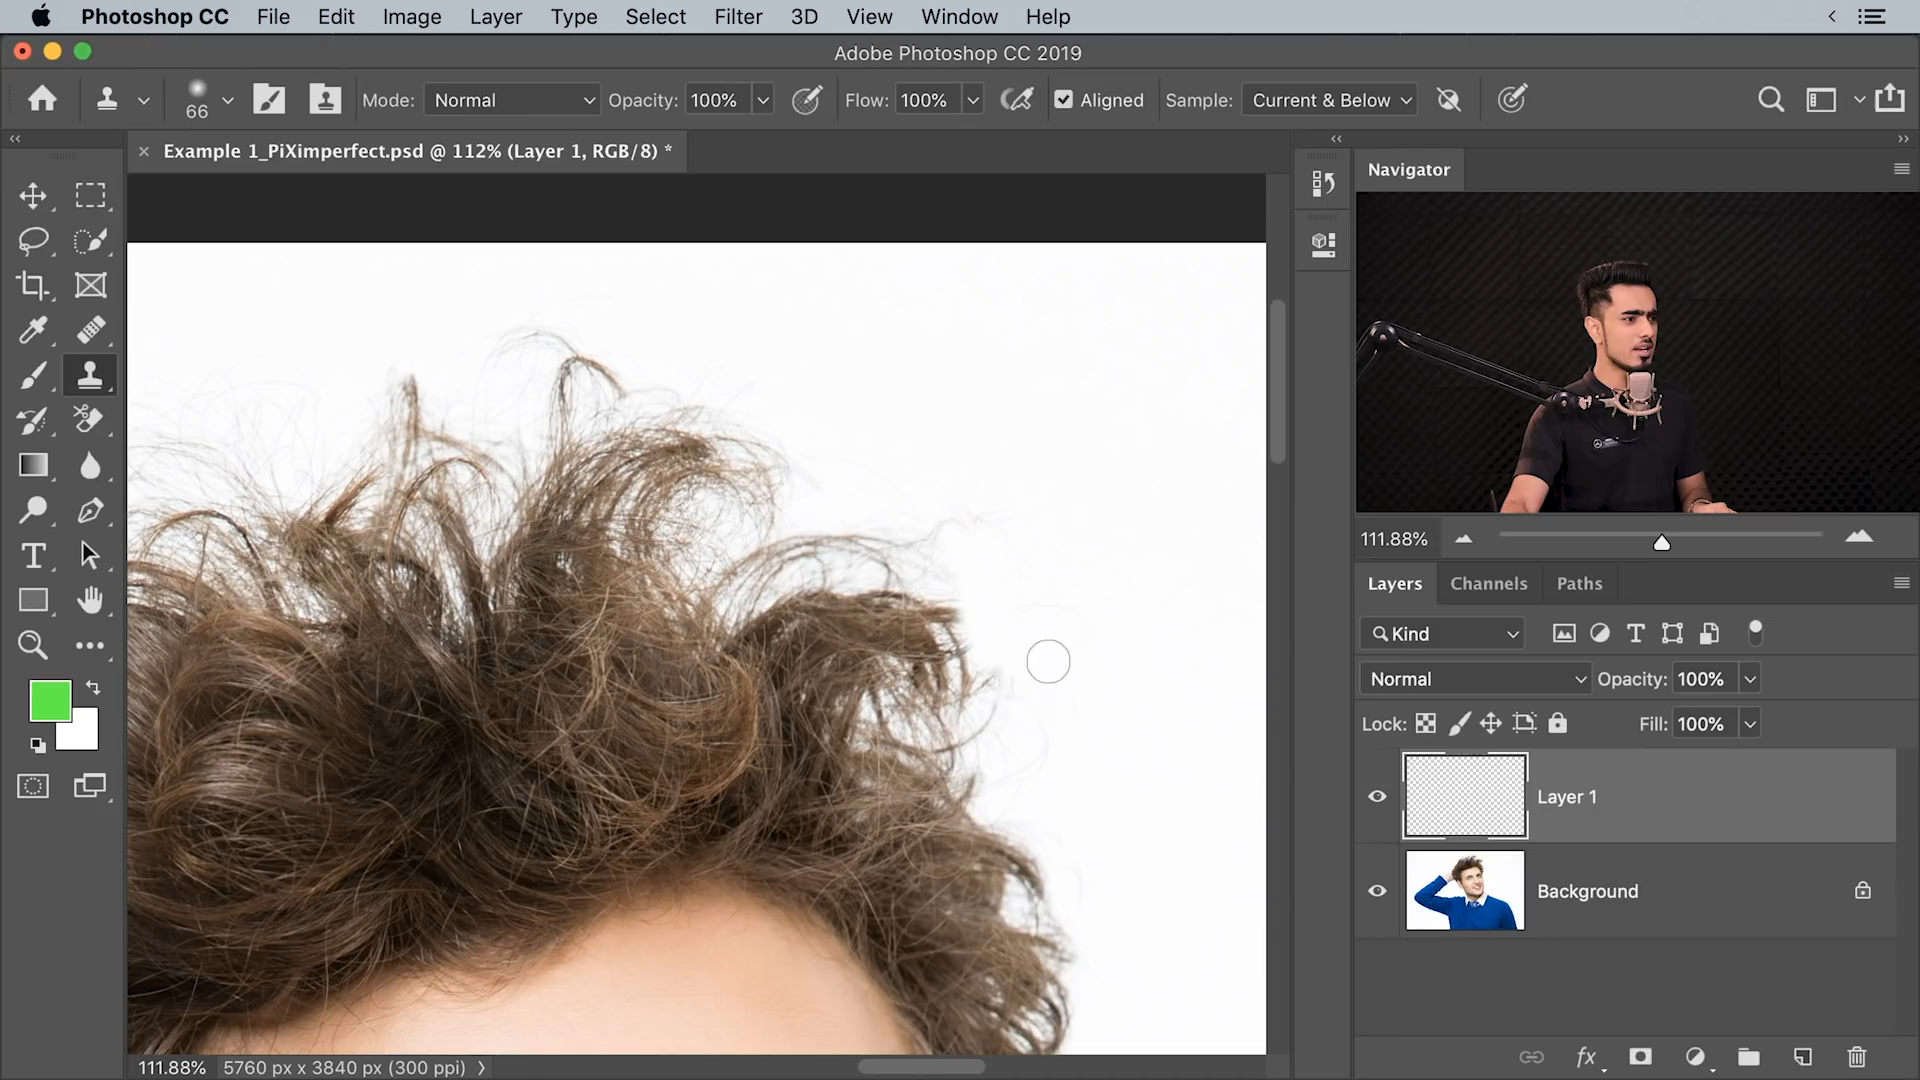 Photoshop CC File Edit Image Layer Type Select Filter 3D View Window Help
Adobe Photoshop CC 2019
66 Mode: Normal Opacity: 100% Flow: 100% Aligned Sample: Current & Below
Example 1_PiXimperfect.psd @ 112% (Layer 1, RGB/8) *
Navigator
111.88%
Layers Channels Paths
Kind
Normal Opacity: 100%
Lock: Fill: 100%
Layer 1
Background
fx
111.88% 5760 px x 3840 px (300 ppi)